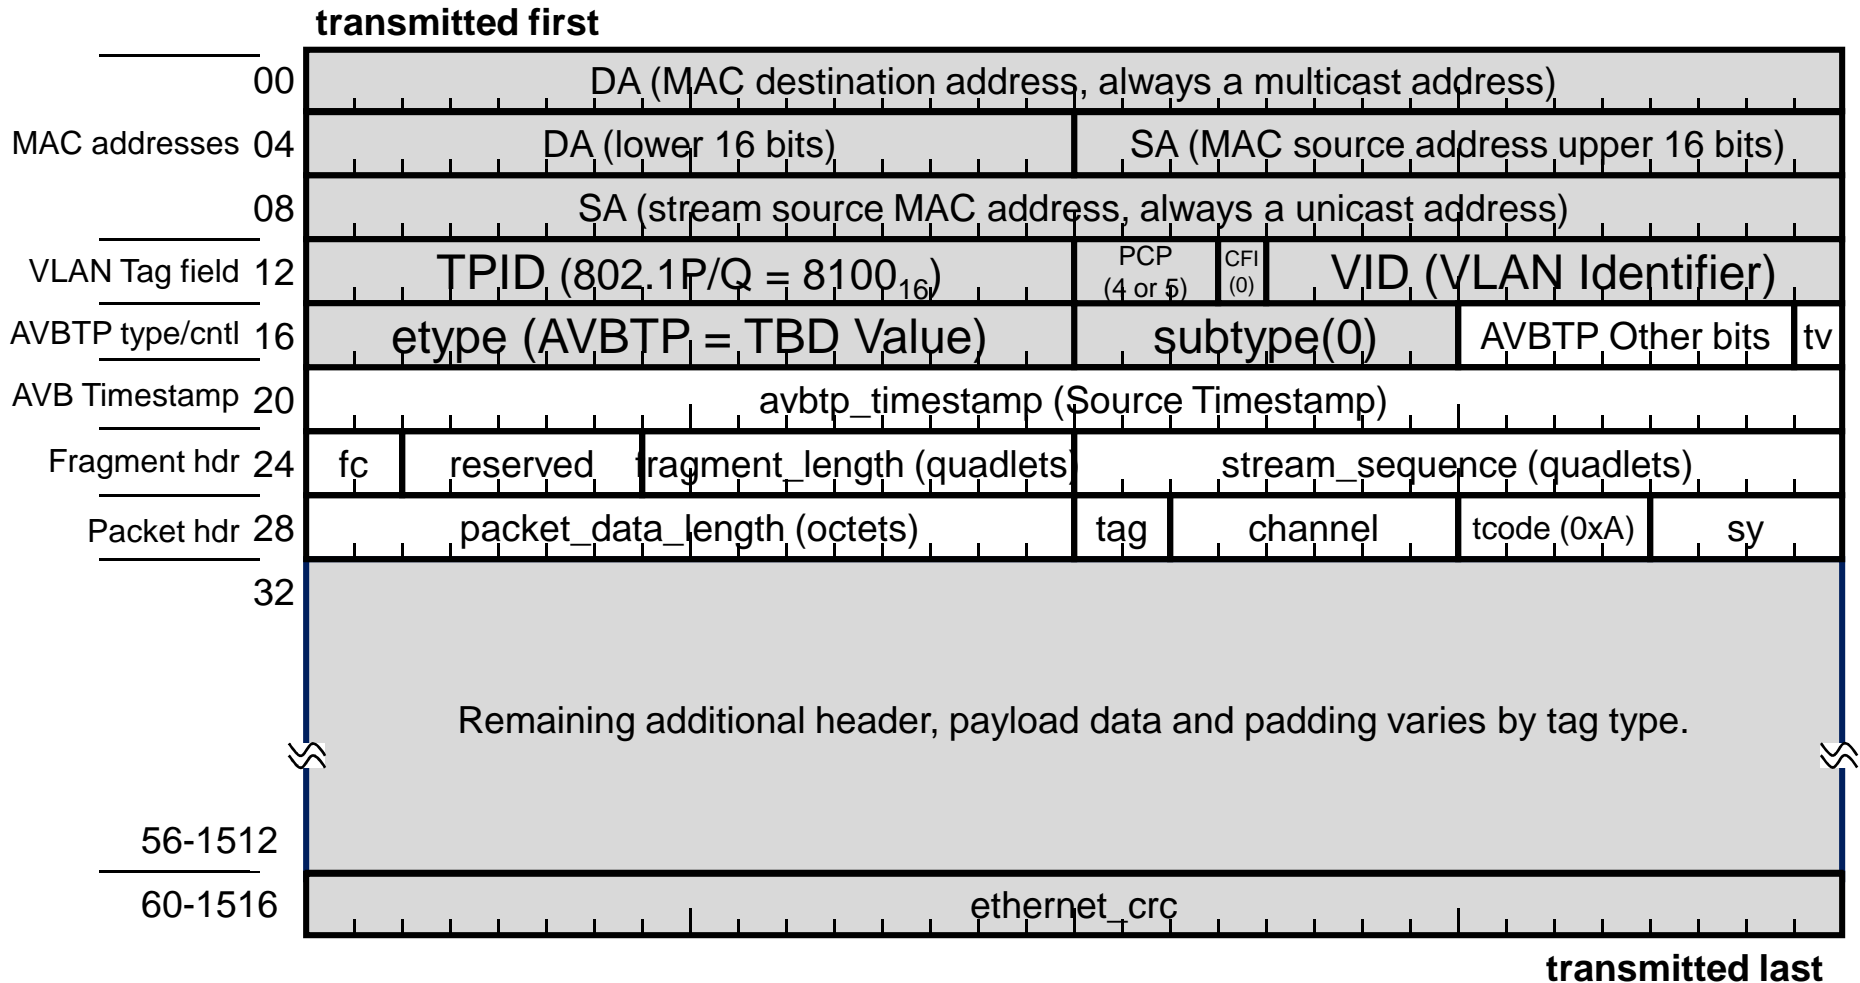 transmitted first
00 DA (MAC destination address, always a multicast address)
MAC addresses 04 DA (lower 16 bits) SA (MAC source address upper 16 bits)
08 SA (stream source MAC address, always a unicast address)
VLAN Tag field 12 TPID (802.1P/Q = 8100₁₆) PCP (4 or 5) CFI (0) VID (VLAN Identifier)
AVBTP type/cntl 16 etype (AVBTP = TBD Value) subtype(0) AVBTP Other bits tv
AVB Timestamp 20 avbtp_timestamp (Source Timestamp)
Fragment hdr 24 fc reserved fragment_length (quadlets) stream_sequence (quadlets)
Packet hdr 28 packet_data_length (octets) tag channel tcode (0xA) sy
32
Remaining additional header, payload data and padding varies by tag type.
56-1512
60-1516 ethernet_crc
transmitted last